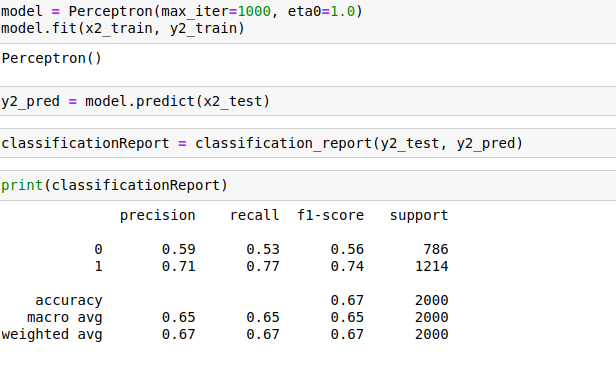 model = Perceptron(max_iter=1000, eta0=1.0)
model.fit(x2_train, y2_train)
Perceptron()
y2_pred = model.predict(x2_test)
classificationReport = classification_report(y2_test, y2_pred)
print(classificationReport)
precision recall f1-score support
0 0.59 0.53 0.56 786
1 0.71 0.77 0.74 1214
accuracy 0.67 2000
macro avg 0.65 0.65 0.65 2000
weighted avg 0.67 0.67 0.67 2000